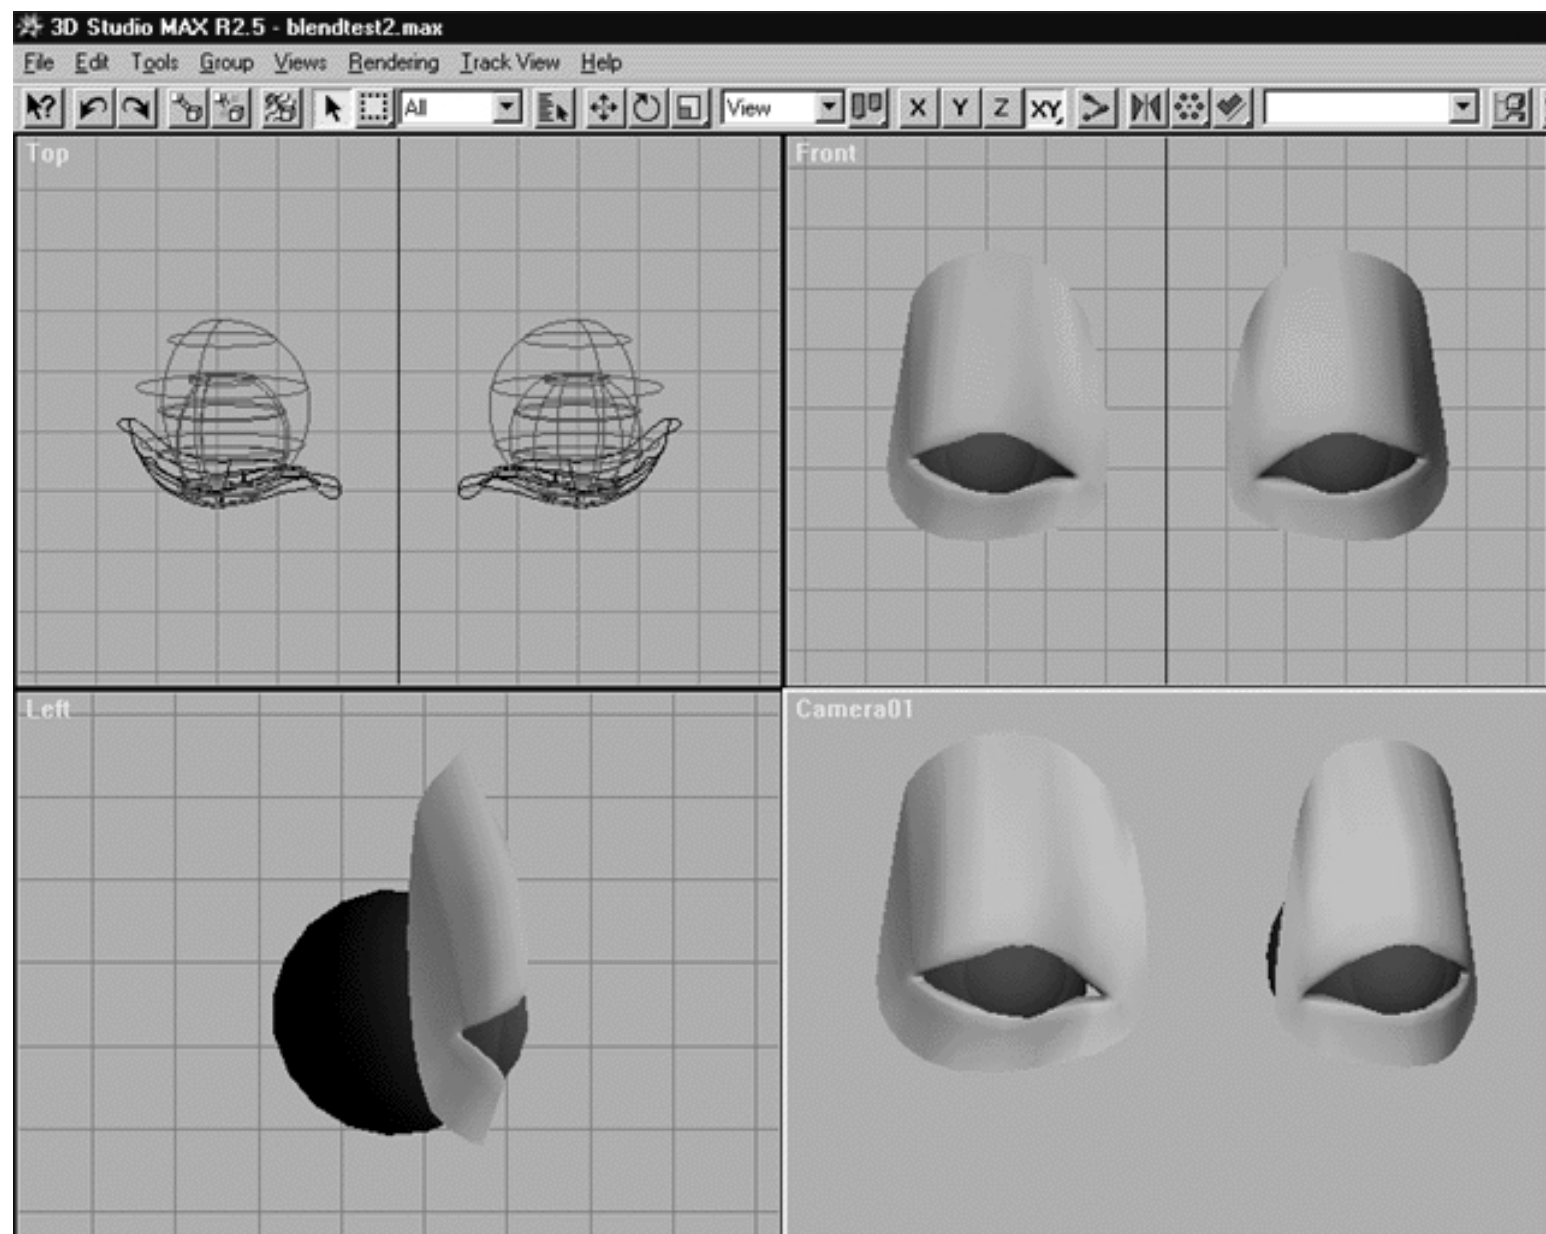 3D Studio MAX R2.5 - blendtest2.max
File Edit Tools Group Views Rendering Track View Help
? All View X Y Z XY
Top
Front
Left
Camera01